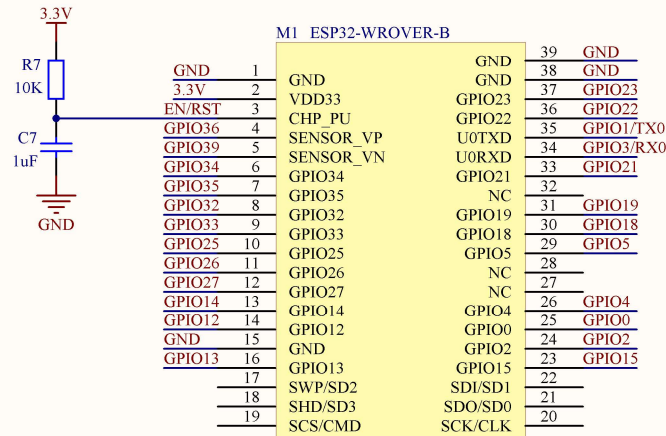 3.3V
R7
10K
C7
1uF
GND
M1 ESP32-WROVER-B
GND 1 GND
3.3V 2 VDD33
EN/RST 3 CHP_PU
GPIO36 4 SENSOR_VP
GPIO39 5 SENSOR_VN
GPIO34 6 GPIO34
GPIO35 7 GPIO35
GPIO32 8 GPIO32
GPIO33 9 GPIO33
GPIO25 10 GPIO25
GPIO26 11 GPIO26
GPIO27 12 GPIO27
GPIO14 13 GPIO14
GPIO12 14 GPIO12
GND 15 GND
GPIO13 16 GPIO13
17 SWP/SD2
18 SHD/SD3
19 SCS/CMD
GND 39 GND
GND 38 GND
GPIO23 37 GPIO23
GPIO22 36 GPIO22
U0TXD 35 GPIO1/TX0
U0RXD 34 GPIO3/RX0
GPIO21 33 GPIO21
NC 32
GPIO19 31 GPIO19
GPIO18 30 GPIO18
GPIO5 29 GPIO5
NC 28
NC 27
GPIO4 26 GPIO4
GPIO0 25 GPIO0
GPIO2 24 GPIO2
GPIO15 23 GPIO15
SDI/SD1 22
SDO/SD0 21
SCK/CLK 20